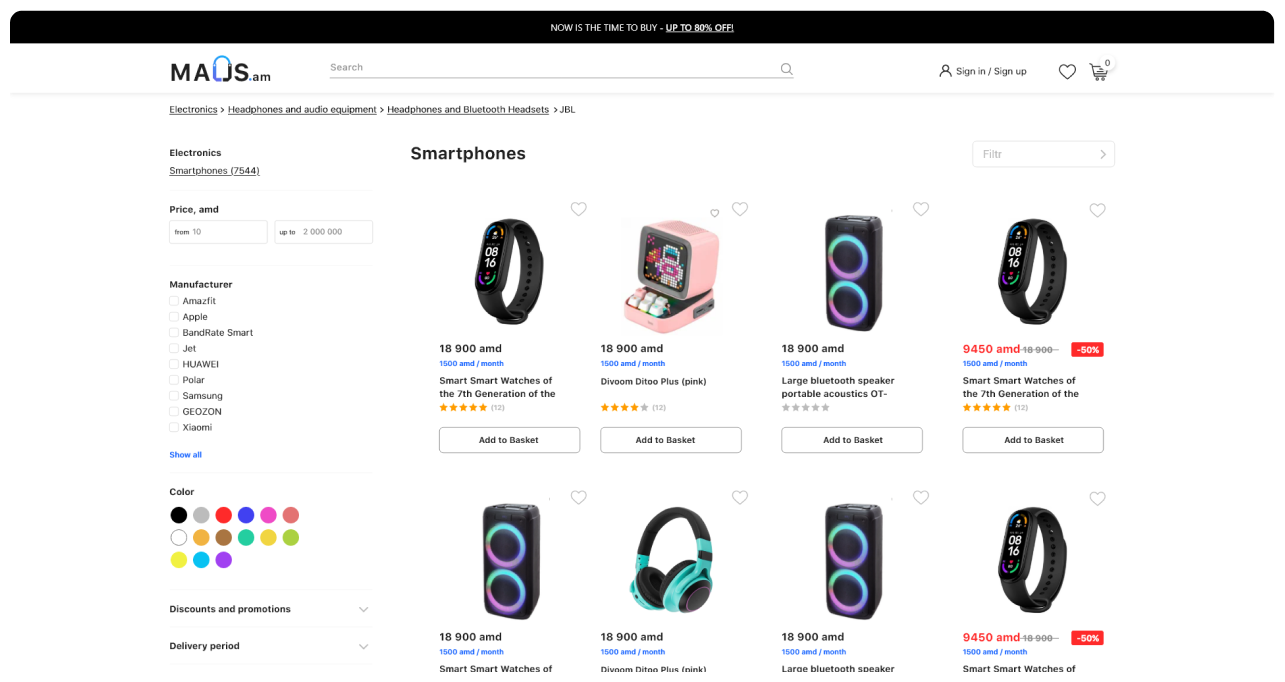 NOW IS THE TIME TO BUY - UP TO 80% OFF!
MAUS.am
Search
Sign in / Sign up
0
Electronics > Headphones and audio equipment > Headphones and Bluetooth Headsets > JBL
Electronics
Smartphones (7544)
Price, amd
from 10
up to 2 000 000
Manufacturer
Amazfit
Apple
BandRate Smart
Jet
HUAWEI
Polar
Samsung
GEOZON
Xiaomi
Show all
Color
Discounts and promotions
Delivery period
Smartphones
Filtr
08
16
18 900 amd
1500 amd / month
Smart Smart Watches of
the 7th Generation of the
(12)
Add to Basket
18 900 amd
1500 amd / month
Divoom Ditoo Plus (pink)
(12)
Add to Basket
18 900 amd
1500 amd / month
Large bluetooth speaker
portable acoustics OT-
Add to Basket
08
16
9450 amd 18 900 -50%
1500 amd / month
Smart Smart Watches of
the 7th Generation of the
(12)
Add to Basket
18 900 amd
1500 amd / month
Smart Smart Watches of
18 900 amd
1500 amd / month
Divoom Ditoo Plus (pink)
18 900 amd
1500 amd / month
Large bluetooth speaker
08
16
9450 amd 18 900 -50%
1500 amd / month
Smart Smart Watches of